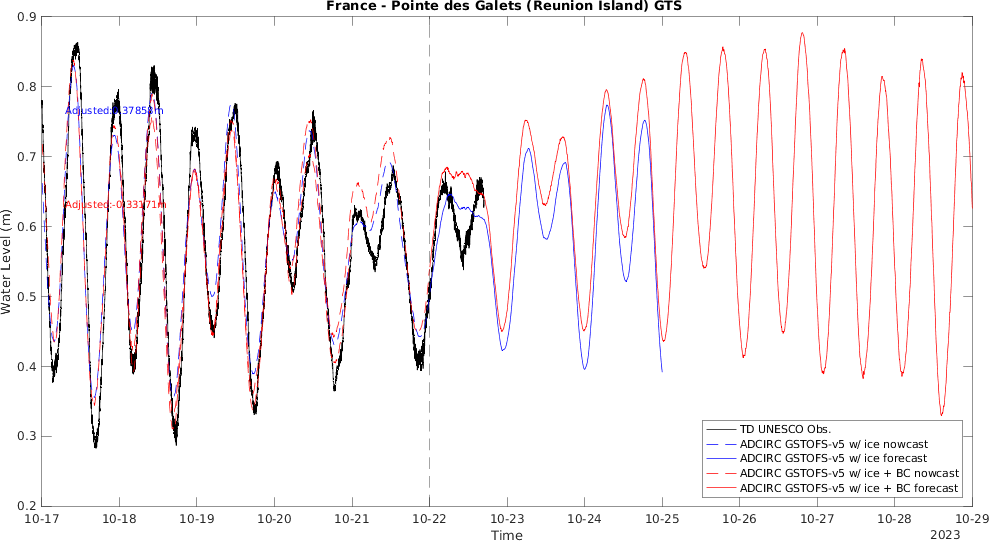 France - Pointe des Galets (Reunion Island) GTS
0.9
0.8
0.7
0.6
0.5
0.4
0.3
0.2
Water Level (m)
10-17 10-18 10-19 10-20 10-21 10-22 10-23 10-24 10-25 10-26 10-27 10-28 10-29
Time
2023
TD UNESCO Obs.
ADCIRC GSTOFS-v5 w/ ice nowcast
ADCIRC GSTOFS-v5 w/ ice forecast
ADCIRC GSTOFS-v5 w/ ice + BC nowcast
ADCIRC GSTOFS-v5 w/ ice + BC forecast